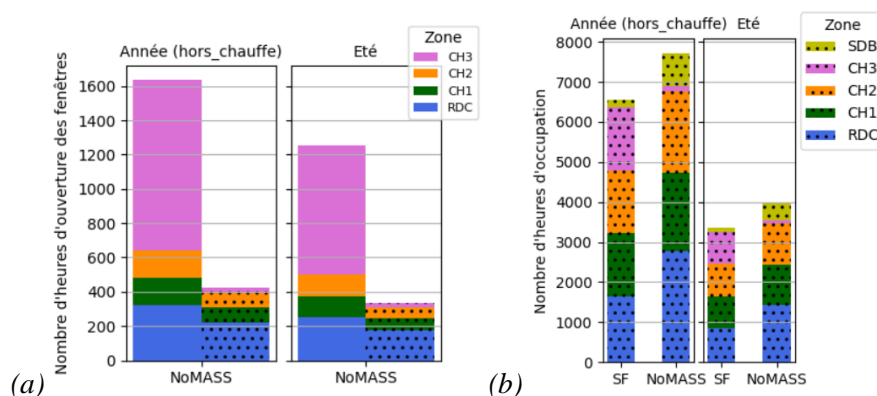 Année (hors_chauffe)
Eté
Zone
CH3
CH2
CH1
RDC
Nombre d'heures d'ouverture des fenêtres
1600
1400
1200
1000
800
600
400
200
0
NoMASS
NoMASS
(a)
Année (hors_chauffe)
Eté
Zone
SDB
CH3
CH2
CH1
RDC
Nombre d'heures d'occupation
8000
7000
6000
5000
4000
3000
2000
1000
0
SF
NoMASS
SF
NoMASS
(b)